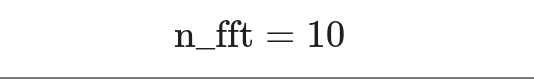 n_fft = 10